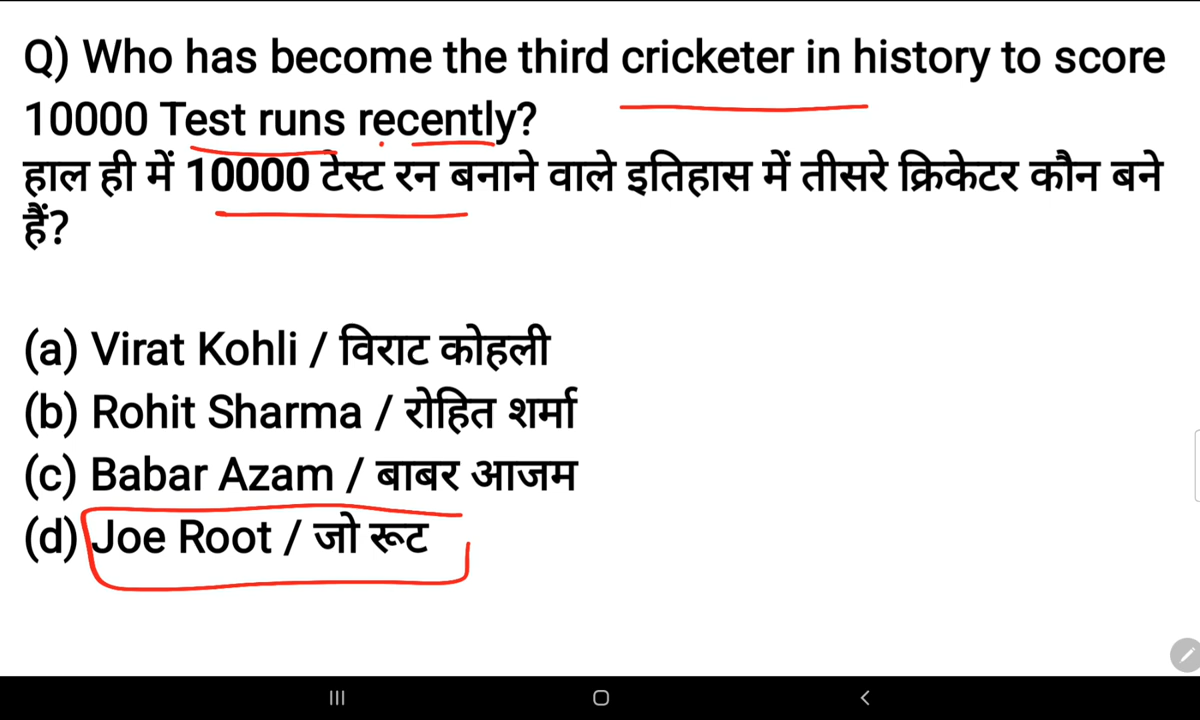 Q) Who has become the third cricketer in history to score
10000 Test runs recently?
हाल ही में 10000 टेस्ट रन बनाने वाले इतिहास में तीसरे क्रिकेटर कौन बने
हैं?
(a) Virat Kohli / विराट कोहली
(b) Rohit Sharma / रोहित शर्मा
(c) Babar Azam / बाबर आजम
(d) Joe Root / जो रूट